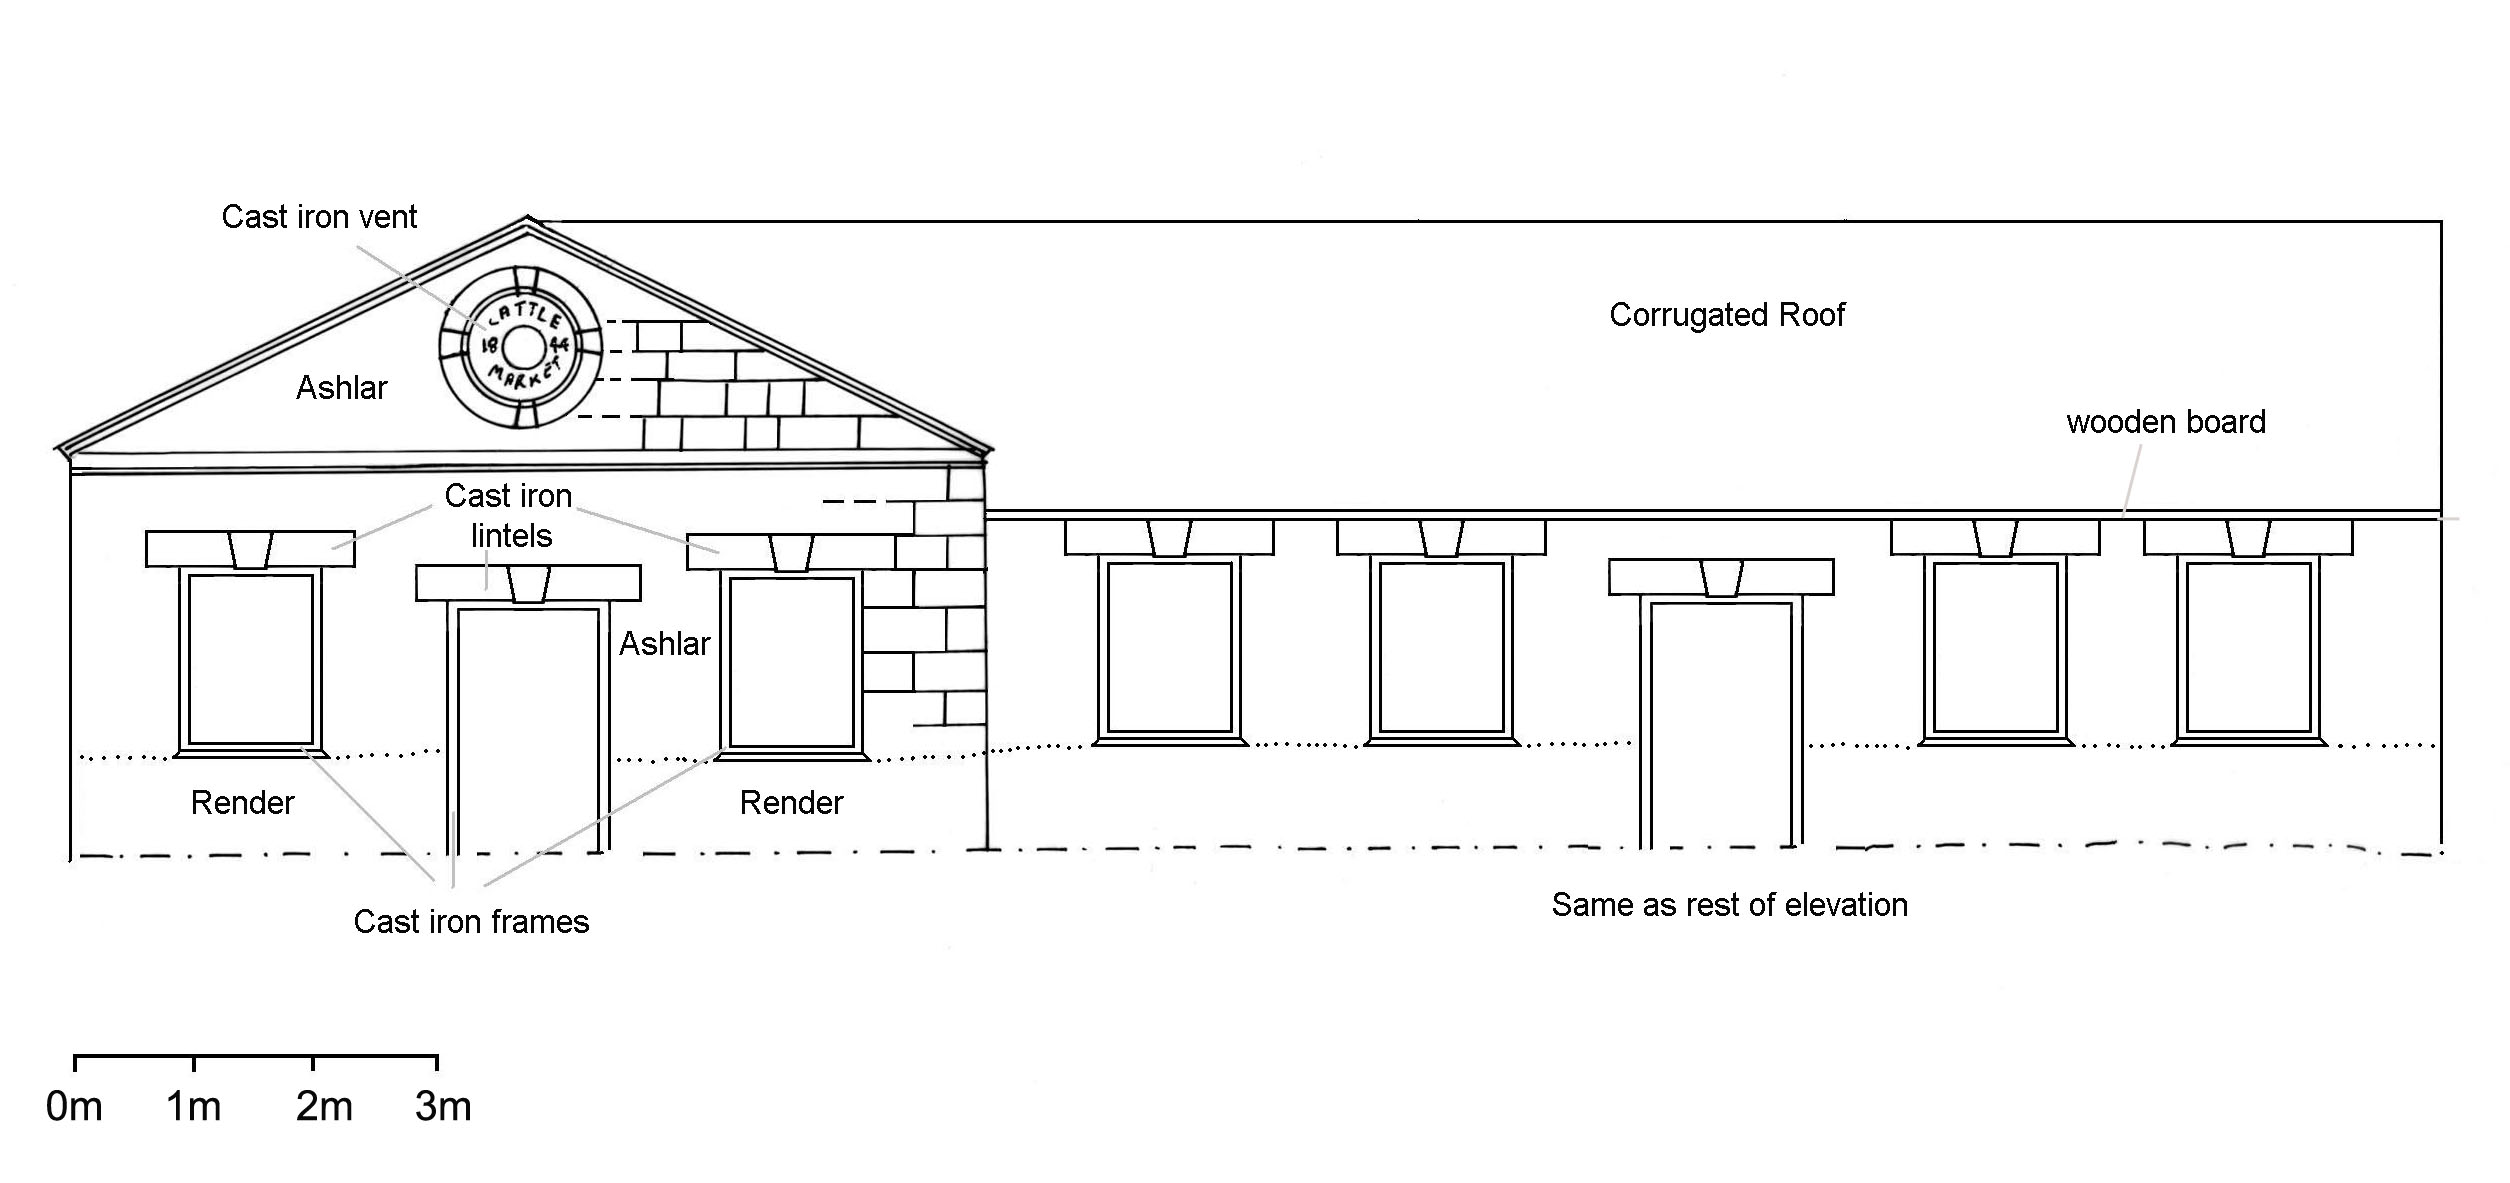 Cast iron vent
CATTLE
18 44
MARKET
Corrugated Roof
Ashlar
wooden board
Cast iron
lintels
Ashlar
Render
Render
Same as rest of elevation
Cast iron frames
0m 1m 2m 3m